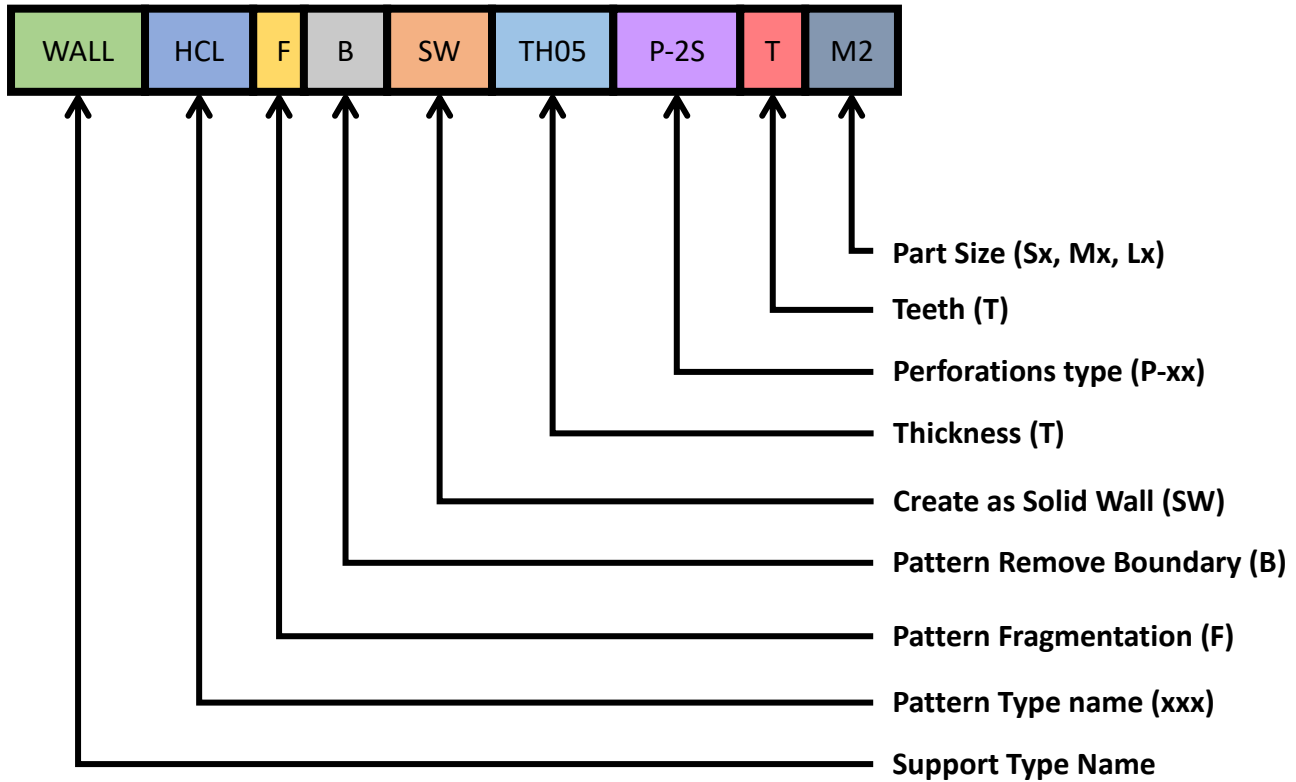 WALL HCL F B SW TH05 P-2S T M2
Part Size (Sx, Mx, Lx)
Teeth (T)
Perforations type (P-xx)
Thickness (T)
Create as Solid Wall (SW)
Pattern Remove Boundary (B)
Pattern Fragmentation (F)
Pattern Type name (xxx)
Support Type Name